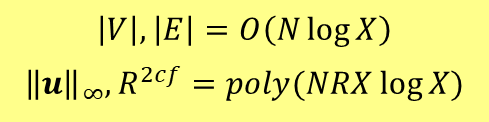 |V|, |E| = O(N log X)
‖u‖∞, R^{2cf} = poly(NRX log X)